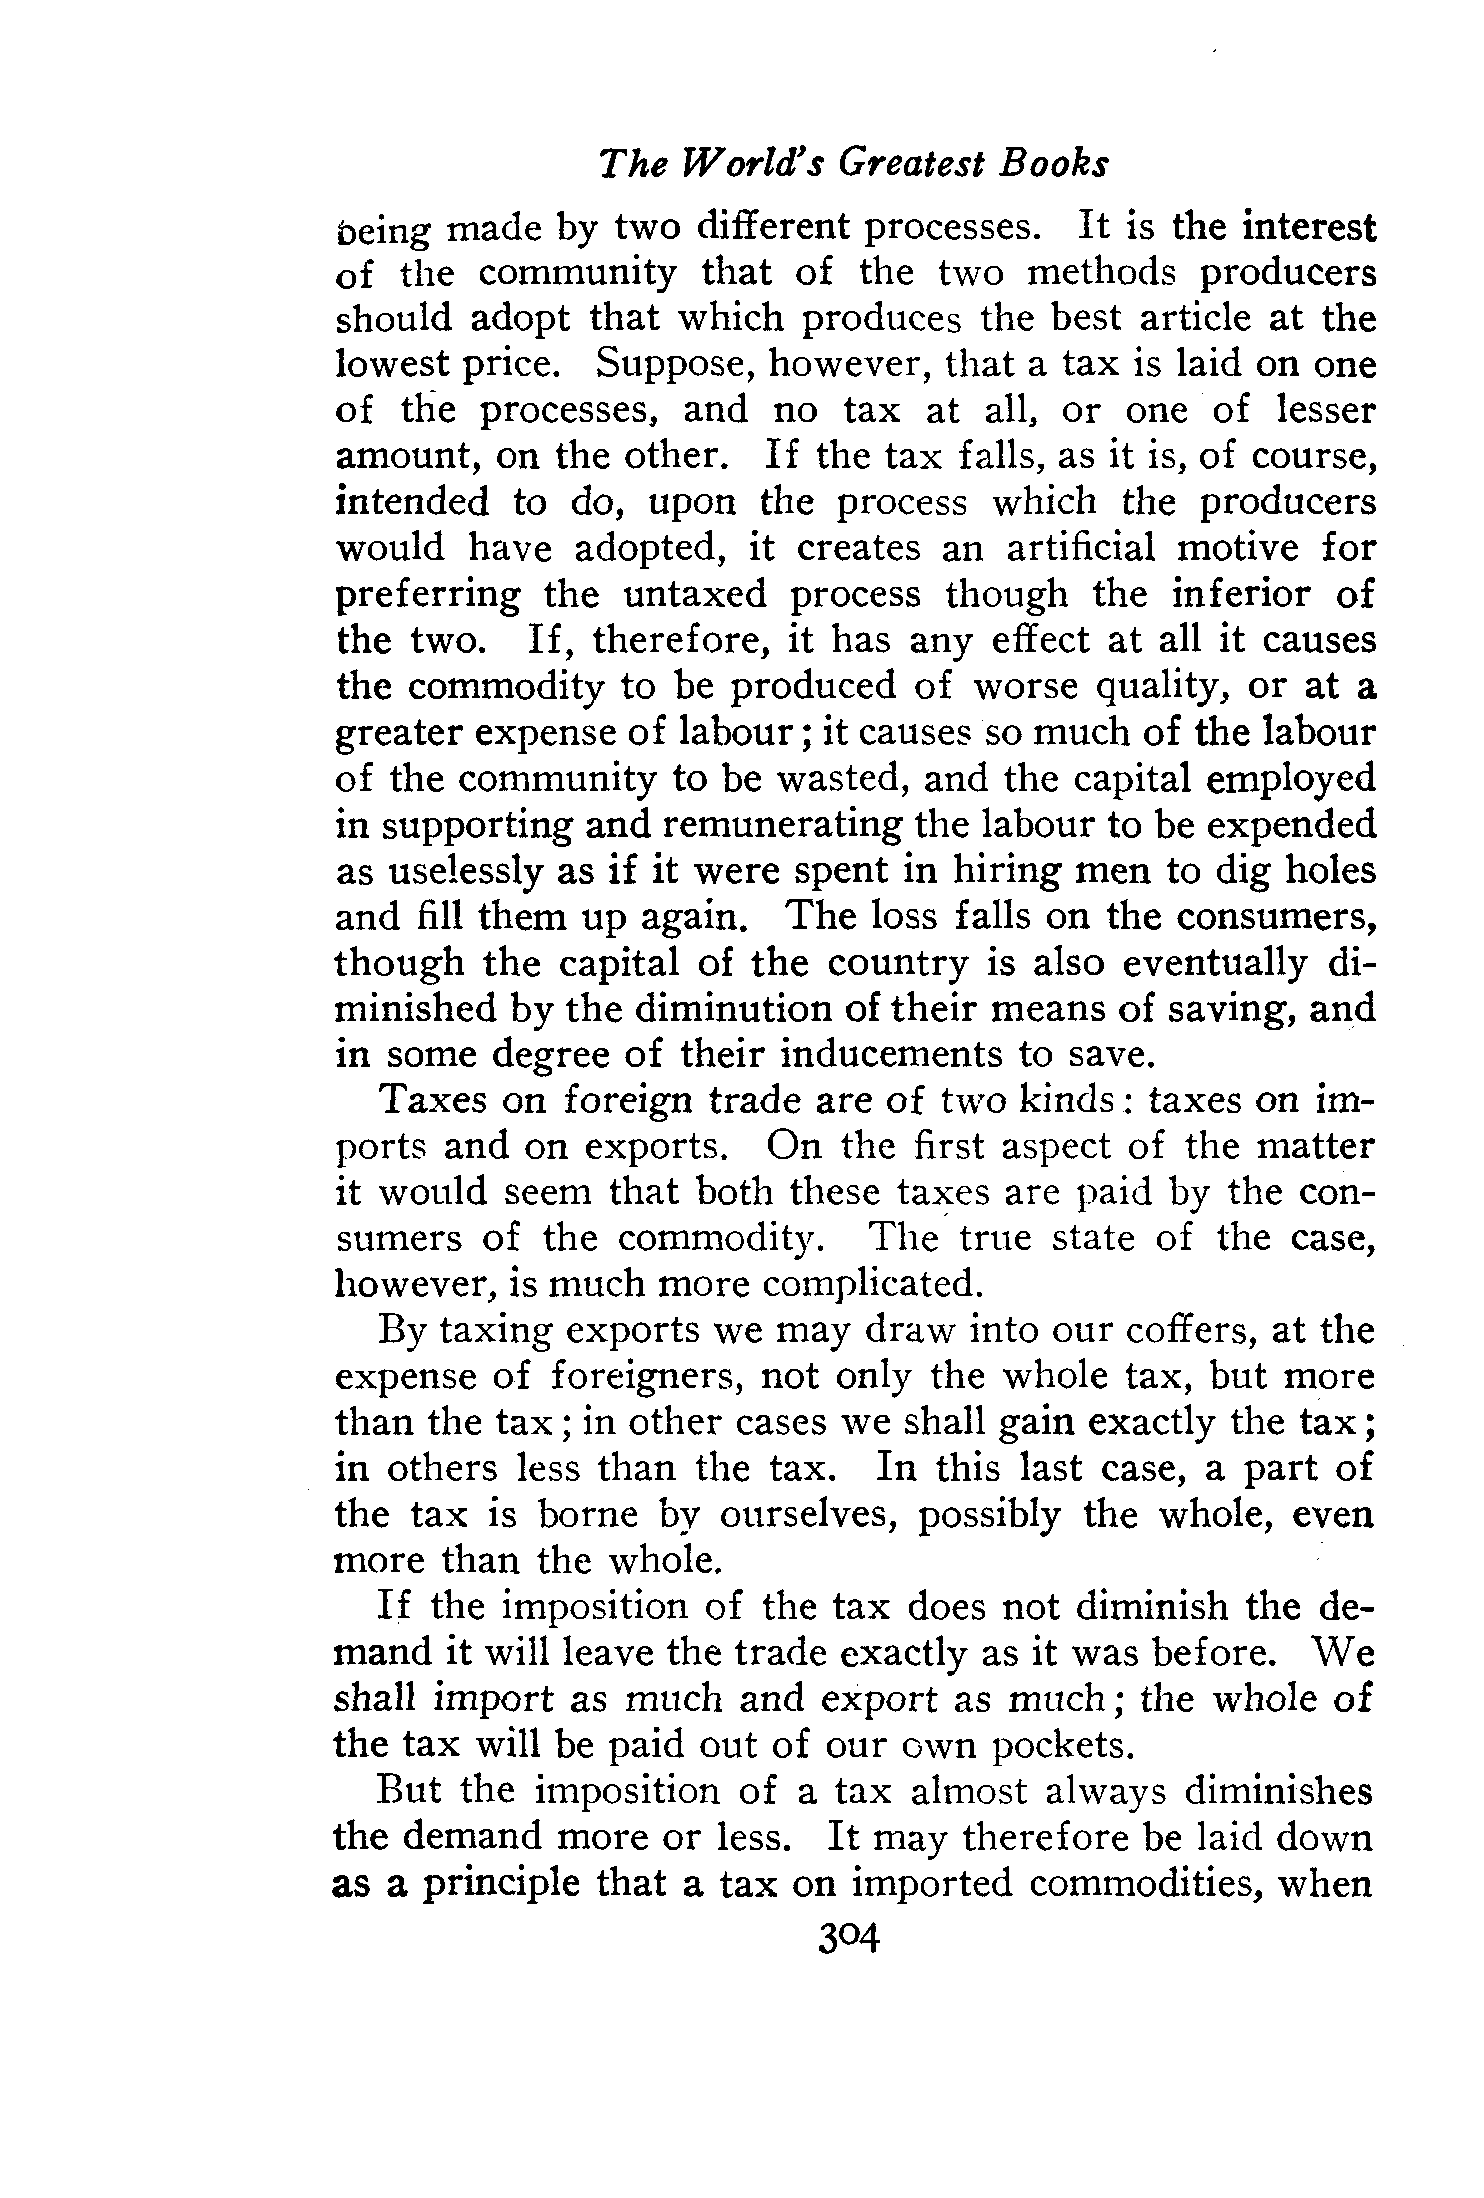 The World's Greatest Books
being made by two different processes. It is the interest
of the community that of the two methods producers
should adopt that which produces the best article at the
lowest price. Suppose, however, that a tax is laid on one
of the processes, and no tax at all, or one of lesser
amount, on the other. If the tax falls, as it is, of course,
intended to do, upon the process which the producers
would have adopted, it creates an artificial motive for
preferring the untaxed process though the inferior of
the two. If, therefore, it has any effect at all it causes
the commodity to be produced of worse quality, or at a
greater expense of labour; it causes so much of the labour
of the community to be wasted, and the capital employed
in supporting and remunerating the labour to be expended
as uselessly as if it were spent in hiring men to dig holes
and fill them up again. The loss falls on the consumers,
though the capital of the country is also eventually di-
minished by the diminution of their means of saving, and
in some degree of their inducements to save.
Taxes on foreign trade are of two kinds: taxes on im-
ports and on exports. On the first aspect of the matter
it would seem that both these taxes are paid by the con-
sumers of the commodity. The true state of the case,
however, is much more complicated.
By taxing exports we may draw into our coffers, at the
expense of foreigners, not only the whole tax, but more
than the tax; in other cases we shall gain exactly the tax;
in others less than the tax. In this last case, a part of
the tax is borne by ourselves, possibly the whole, even
more than the whole.
If the imposition of the tax does not diminish the de-
mand it will leave the trade exactly as it was before. We
shall import as much and export as much; the whole of
the tax will be paid out of our own pockets.
But the imposition of a tax almost always diminishes
the demand more or less. It may therefore be laid down
as a principle that a tax on imported commodities, when
304